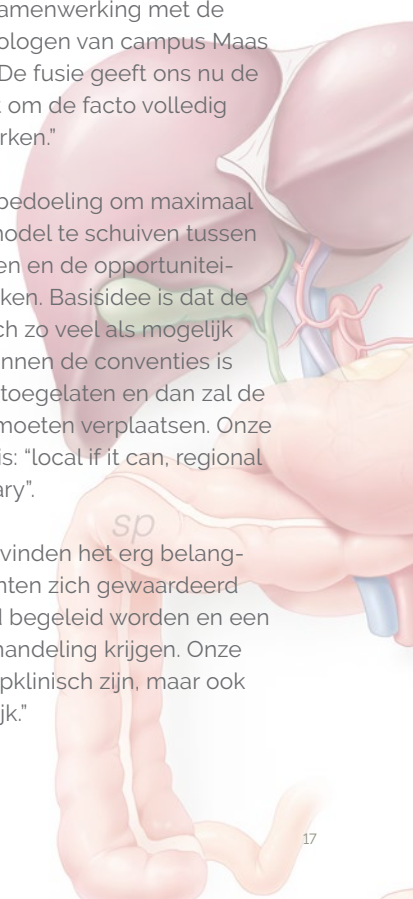 amenwerking met de
ologen van campus Maas
De fusie geeft ons nu de
om de facto volledig
rken.”
bedoeling om maximaal
model te schuiven tussen
en en de opportunitei-
ken. Basisidee is dat de
ch zo veel als mogelijk
nnen de conventies is
toegelaten en dan zal de
moeten verplaatsen. Onze
is: “local if it can, regional
ary”.
vinden het erg belang-
nten zich gewaardeerd
d begeleid worden en een
handeling krijgen. Onze
pklinisch zijn, maar ook
jk.”
sp
17